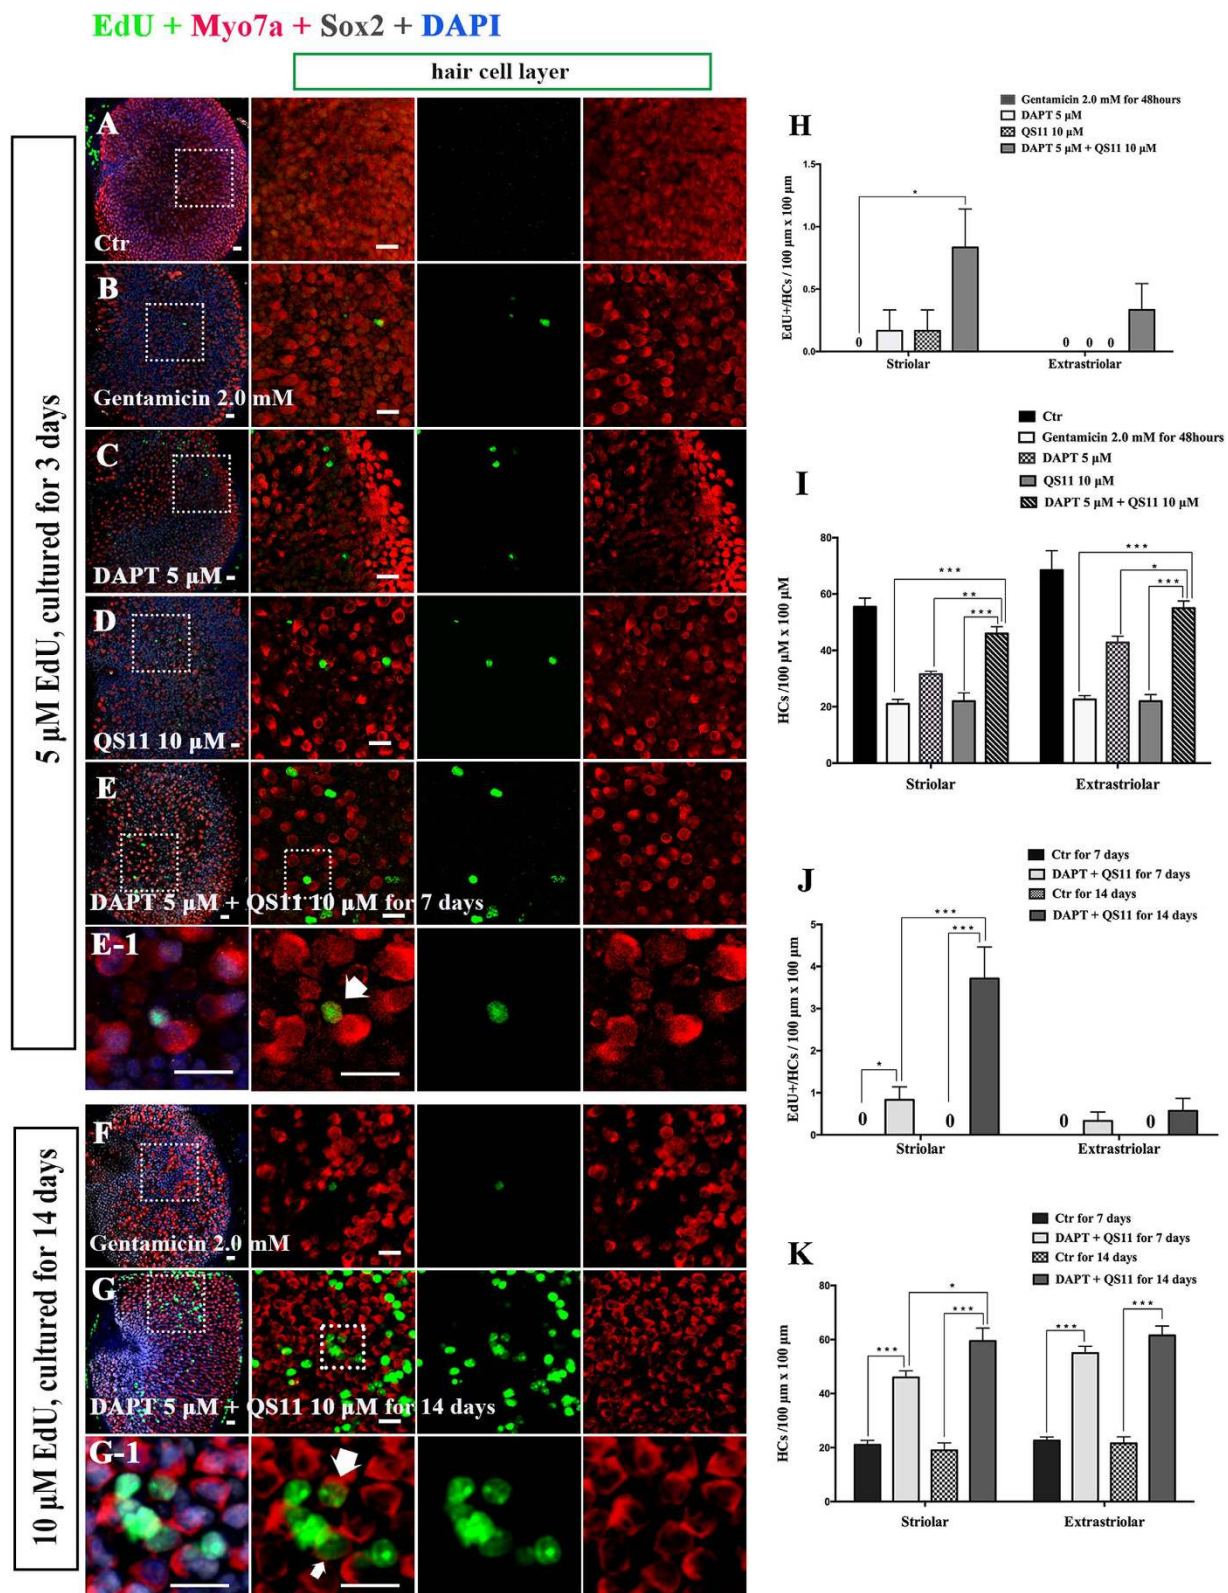 EdU + Myo7a + Sox2 + DAPI
hair cell layer
5 μM EdU, cultured for 3 days
A
Ctr
B
Gentamicin 2.0 mM
C
DAPT 5 μM
D
QS11 10 μM
E
DAPT 5 μM + QS11 10 μM for 7 days
E-1
10 μM EdU, cultured for 14 days
F
Gentamicin 2.0 mM
G
DAPT 5 μM + QS11 10 μM for 14 days
G-1
H
Gentamicin 2.0 mM for 48hours
DAPT 5 μM
QS11 10 μM
DAPT 5 μM + QS11 10 μM
EdU+/HCs / 100 μm x 100 μm
1.5
1.0
0.5
0.0
*
0
0 0 0
Striolar
Extrastriolar
I
Ctr
Gentamicin 2.0 mM for 48hours
DAPT 5 μM
QS11 10 μM
DAPT 5 μM + QS11 10 μM
HCs /100 μM x 100 μM
80
60
40
20
0
***
**
***
***
*
***
Striolar
Extrastriolar
J
Ctr for 7 days
DAPT + QS11 for 7 days
Ctr for 14 days
DAPT + QS11 for 14 days
EdU+/HCs / 100 μm x 100 μm
5
4
3
2
1
0
***
***
*
0 0
0 0
Striolar
Extrastriolar
K
Ctr for 7 days
DAPT + QS11 for 7 days
Ctr for 14 days
DAPT + QS11 for 14 days
HCs /100 μm x 100 μm
80
60
40
20
0
*
***
***
***
***
Striolar
Extrastriolar